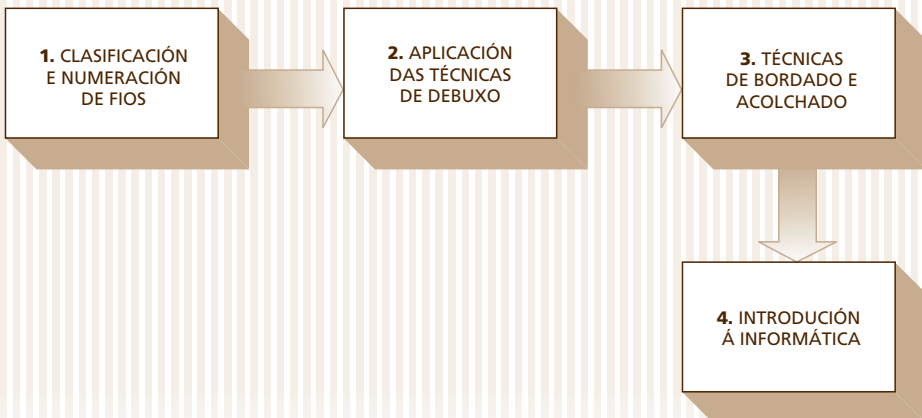 1. CLASIFICACIÓN
E NUMERACIÓN
DE FIOS
2. APLICACIÓN
DAS TÉCNICAS
DE DEBUXO
3. TÉCNICAS
DE BORDADO E
ACOLCHADO
4. INTRODUCIÓN
Á INFORMÁTICA